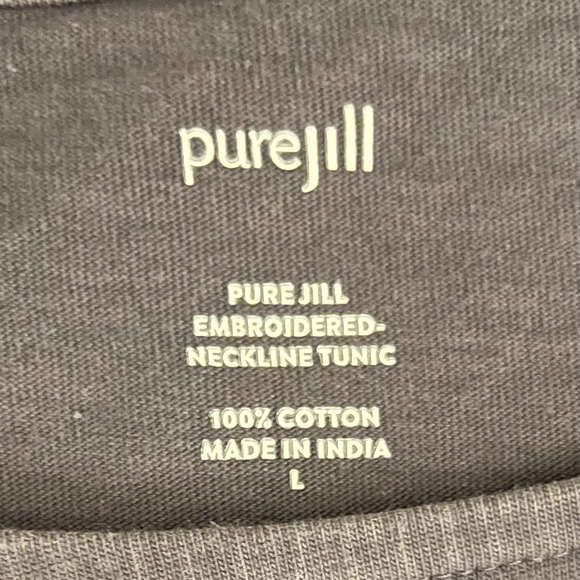 purejill
PURE JILL
EMBROIDERED-
NECKLINE TUNIC
100% COTTON
MADE IN INDIA
L